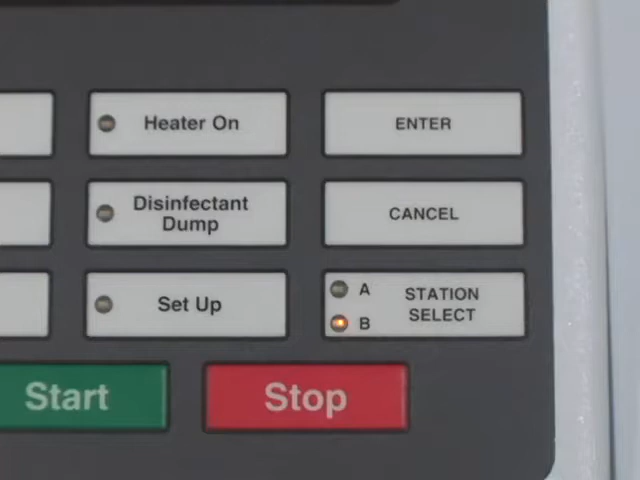 Heater On
ENTER
Disinfectant
Dump
CANCEL
Set Up
A
B
STATION
SELECT
Start
Stop